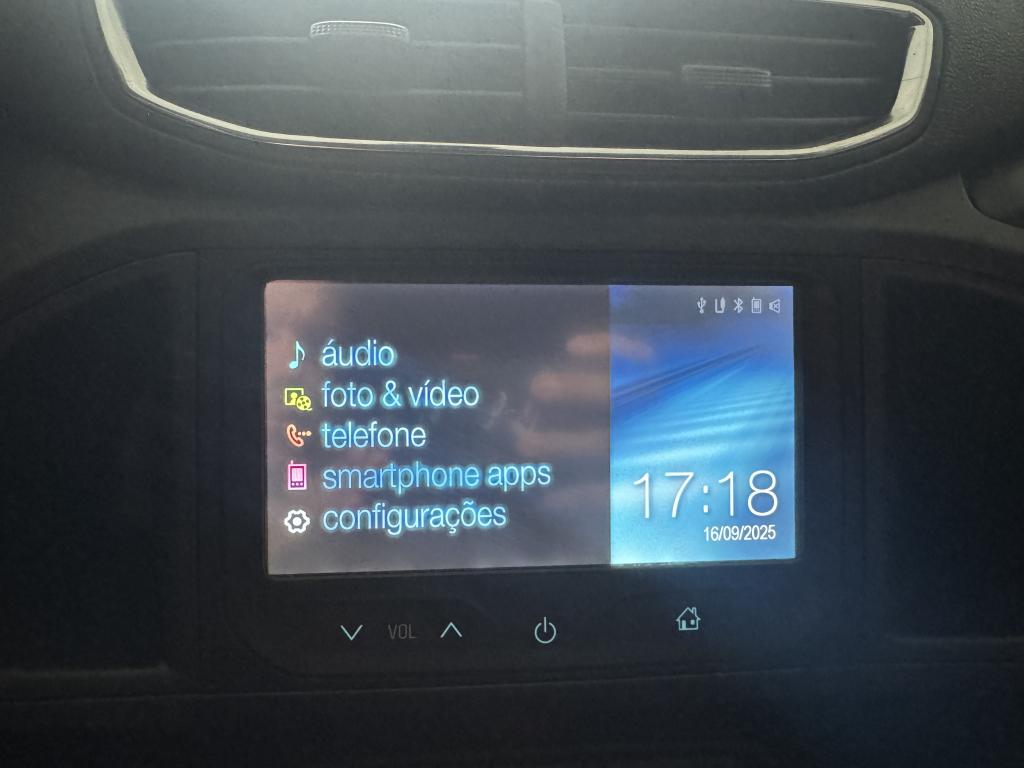 áudio
foto & vídeo
telefone
smartphone apps
configurações
17:18
16/09/2025
VOL